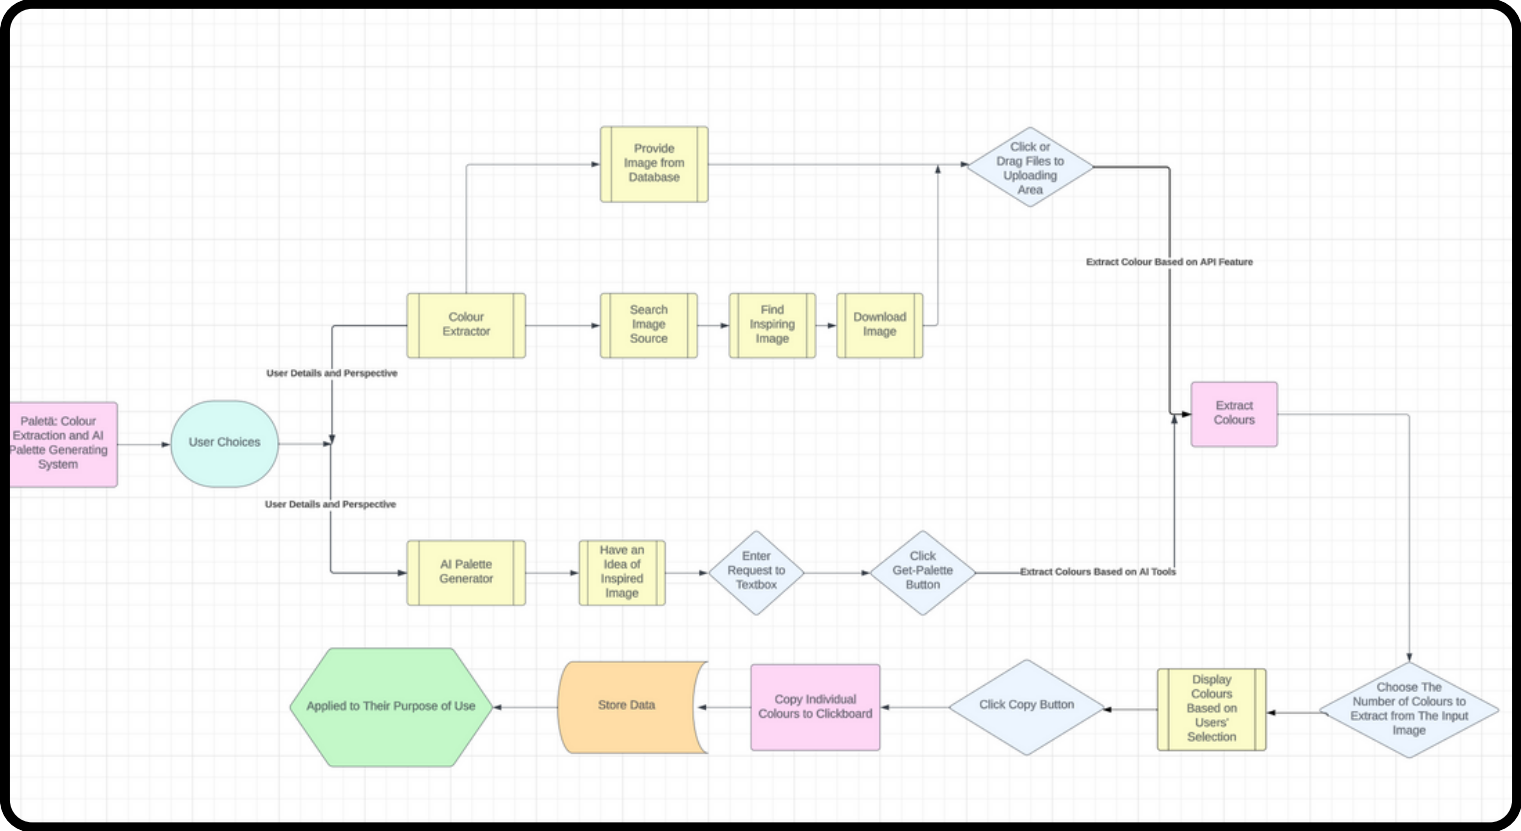 Provide
Image from
Database
Click or
Drag Files to
Uploading
Area
Extract Colour Based on API Feature
Colour
Extractor
Search
Image
Source
Find
Inspiring
Image
Download
Image
User Details and Perspective
Paletā: Colour
Extraction and AI
Palette Generating
System
User Choices
Extract
Colours
User Details and Perspective
AI Palette
Generator
Have an
Idea of
Inspired
Image
Enter
Request to
Textbox
Click
Get-Palette
Button
Extract Colours Based on AI Tools
Applied to Their Purpose of Use
Store Data
Copy Individual
Colours to Clickboard
Click Copy Button
Display
Colours
Based on
Users'
Selection
Choose The
Number of Colours to
Extract from The Input
Image